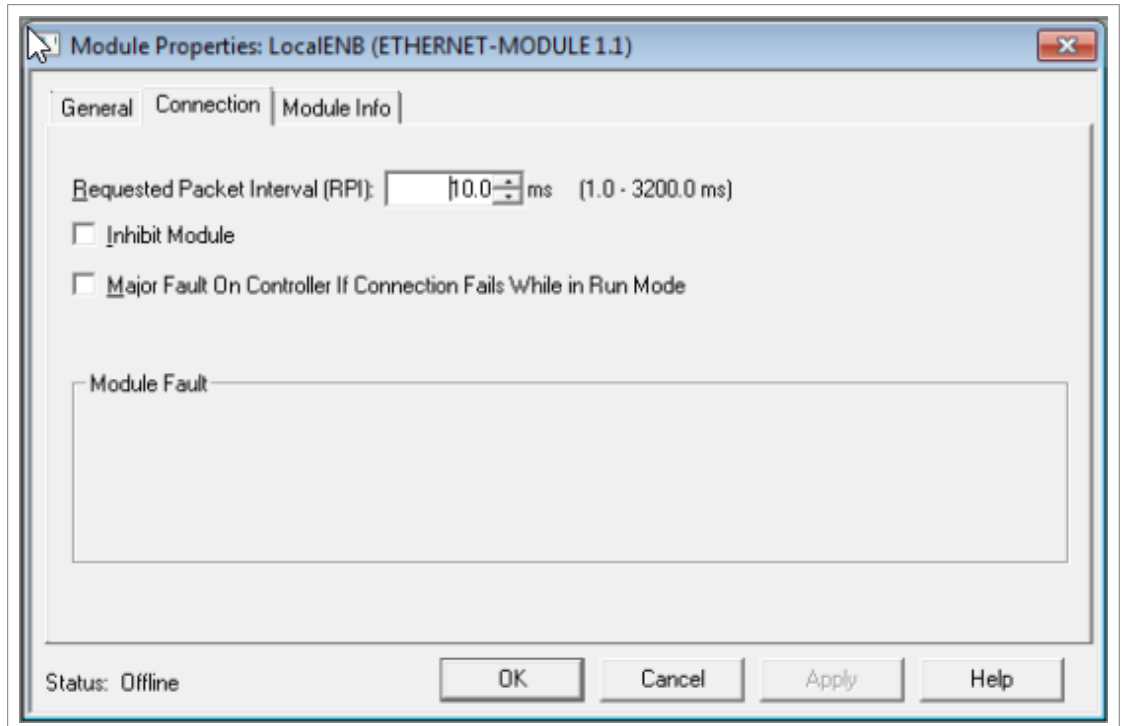 Module Properties: LocalENB (ETHERNET-MODULE 1.1)
General Connection Module Info
Requested Packet Interval (RPI): 10.0 ms (1.0 - 3200.0 ms)
Inhibit Module
Major Fault On Controller If Connection Fails While in Run Mode
Module Fault
Status: Offline OK Cancel Apply Help